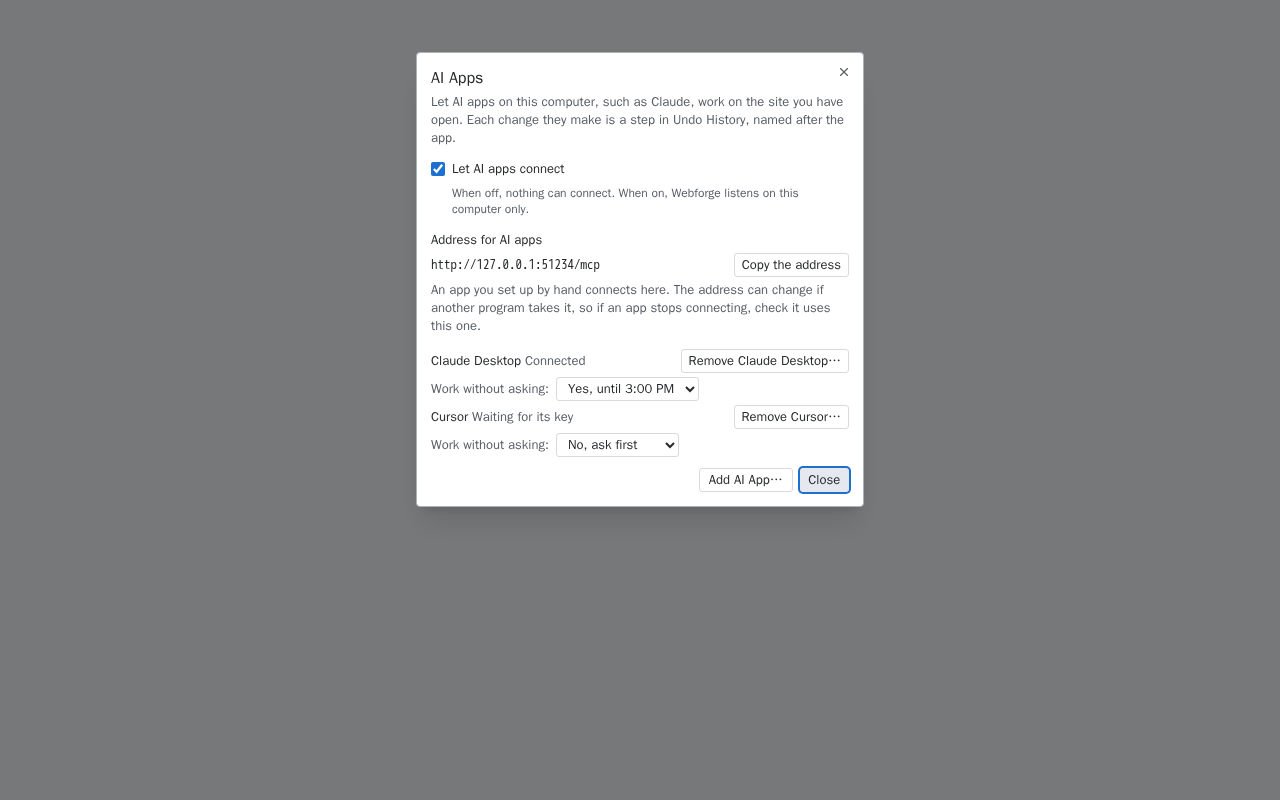 AI Apps
Let AI apps on this computer, such as Claude, work on the site you have
open. Each change they make is a step in Undo History, named after the
app.
Let AI apps connect
When off, nothing can connect. When on, Webforge listens on this
computer only.
Address for AI apps
http://127.0.0.1:51234/mcp
Copy the address
An app you set up by hand connects here. The address can change if
another program takes it, so if an app stops connecting, check it uses
this one.
Claude Desktop Connected
Remove Claude Desktop…
Work without asking: Yes, until 3:00 PM
Cursor Waiting for its key
Remove Cursor…
Work without asking: No, ask first
Add AI App…
Close